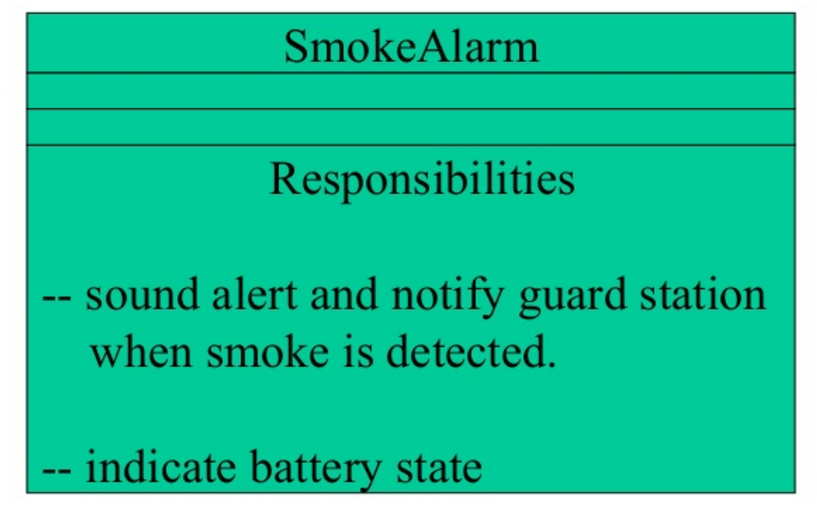 SmokeAlarm
Responsibilities
-- sound alert and notify guard station
when smoke is detected.
-- indicate battery state